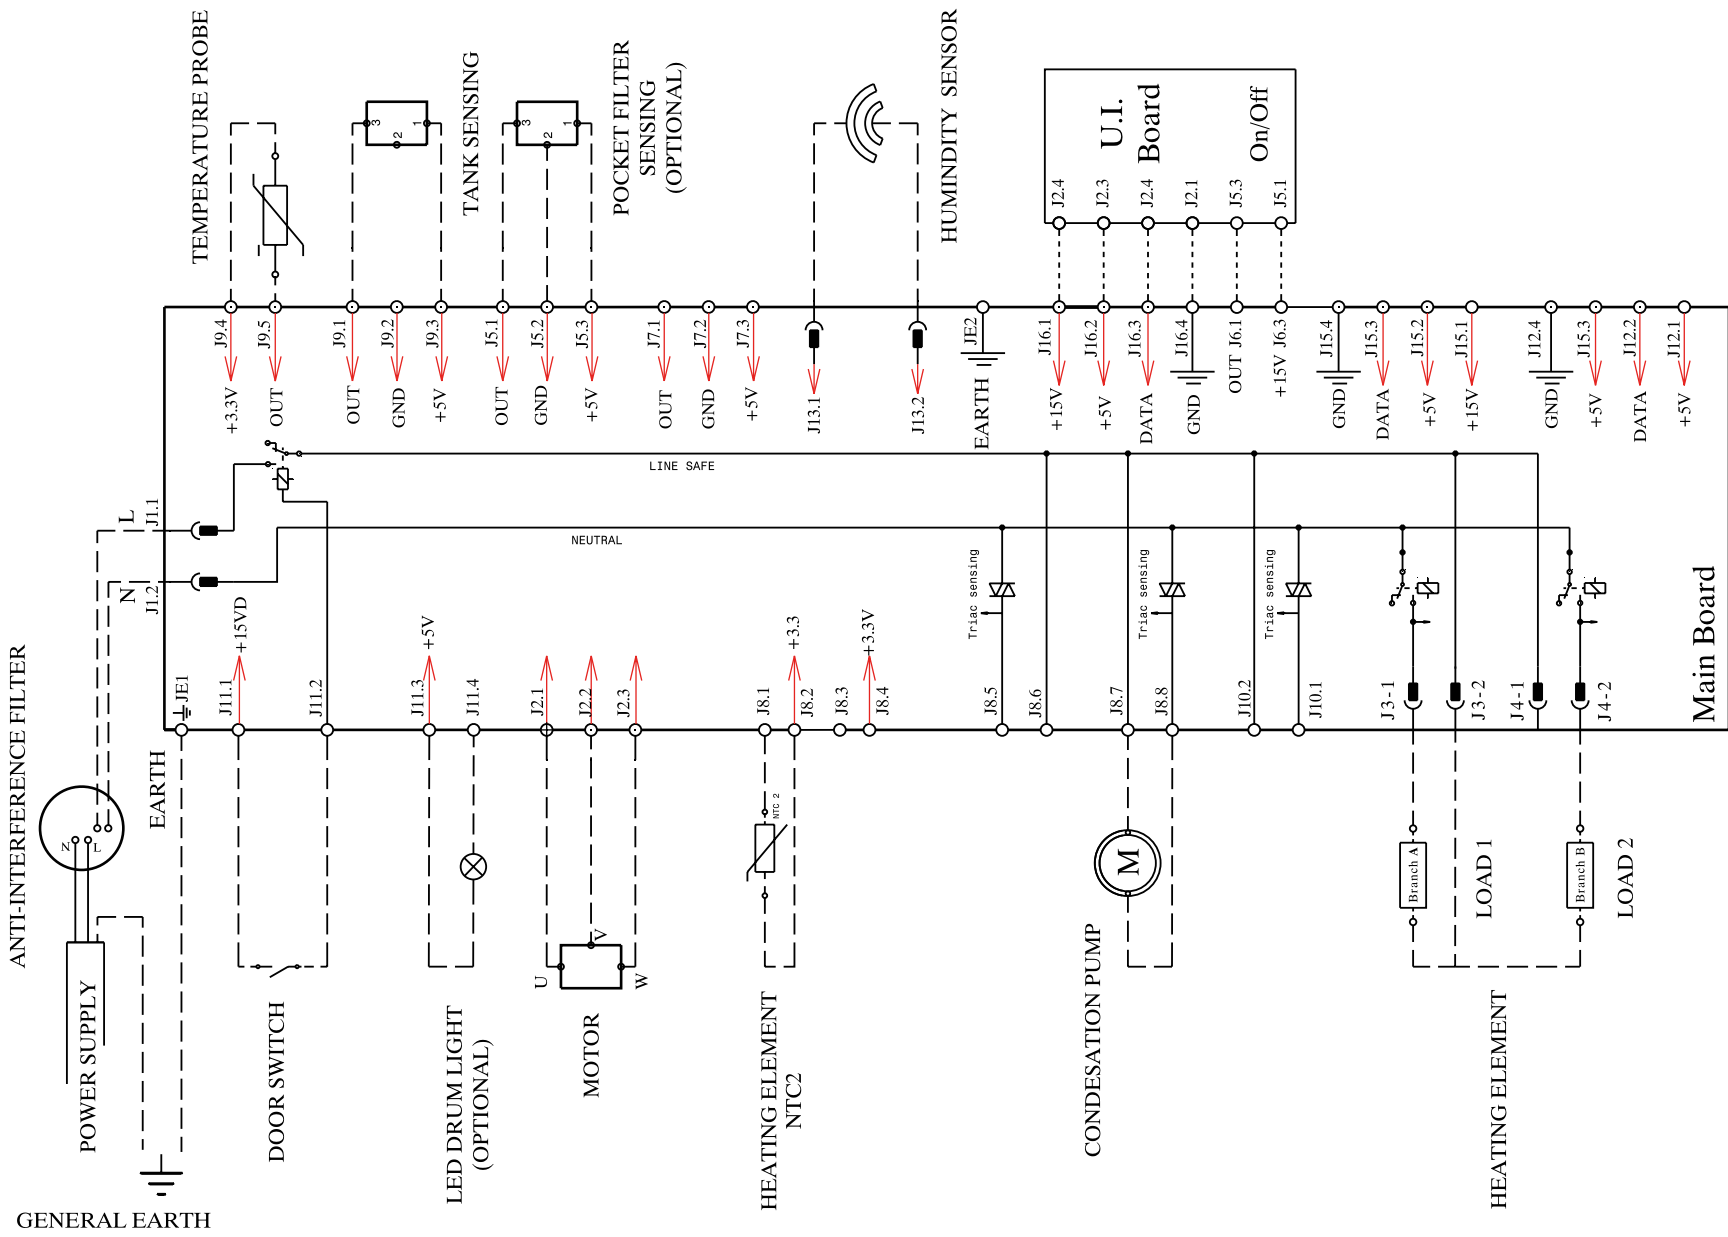 TEMPERATURE PROBE
TANK SENSING
POCKET FILTER
SENSING
(OPTIONAL)
HUMINDITY SENSOR
3
2
1
3
2
1
U.I.
Board
On/Off
J2.4
J2.3
J2.4
J2.1
J5.3
J5.1
J9.4
J9.5
J9.1
J9.2
J9.3
J5.1
J5.2
J5.3
J7.1
J7.2
J7.3
JE2
J16.1
J16.2
J16.3
J16.4
OUT J6.1
+15V J6.3
J15.4
J15.3
J15.2
J15.1
J12.4
J15.3
J12.2
J12.1
+3.3V
OUT
OUT
GND
+5V
OUT
GND
+5V
OUT
GND
+5V
J13.1
J13.2
EARTH
+15V
+5V
DATA
GND
GND
DATA
+5V
+15V
GND
+5V
DATA
+5V
LINE SAFE
NEUTRAL
L
J1.1
N
J1.2
Triac sensing
Triac sensing
Triac sensing
Main Board
+15VD
+5V
+3.3
+3.3V
JE1
J11.1
J11.2
J11.3
J11.4
J2.1
J2.2
J2.3
J8.1
J8.2
J8.3
J8.4
J8.5
J8.6
J8.7
J8.8
J10.2
J10.1
J3-1
J3-2
J4-1
J4-2
ANTI-INTERFERENCE FILTER
EARTH
N
L
POWER SUPPLY
GENERAL EARTH
DOOR SWITCH
LED DRUM LIGHT
(OPTIONAL)
U
V
W
MOTOR
NTC 2
HEATING ELEMENT
NTC2
M
CONDESATION PUMP
Branch A
LOAD 1
Branch B
LOAD 2
HEATING ELEMENT